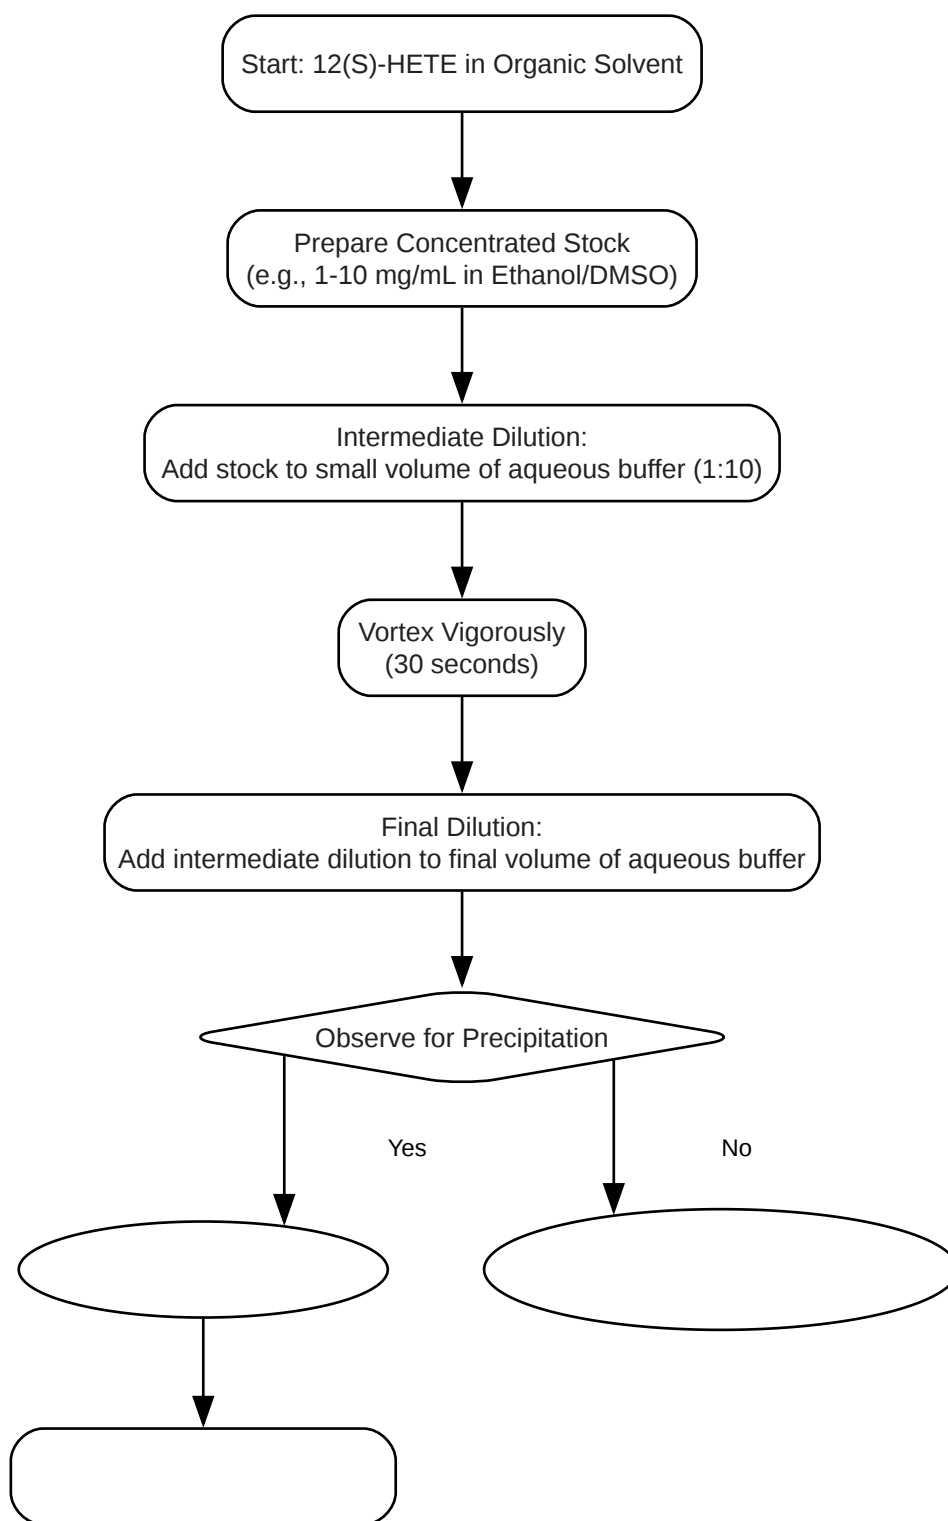 Start: 12(S)-HETE in Organic Solvent
Prepare Concentrated Stock
(e.g., 1-10 mg/mL in Ethanol/DMSO)
Intermediate Dilution:
Add stock to small volume of aqueous buffer (1:10)
Vortex Vigorously
(30 seconds)
Final Dilution:
Add intermediate dilution to final volume of aqueous buffer
Observe for Precipitation
Yes
No